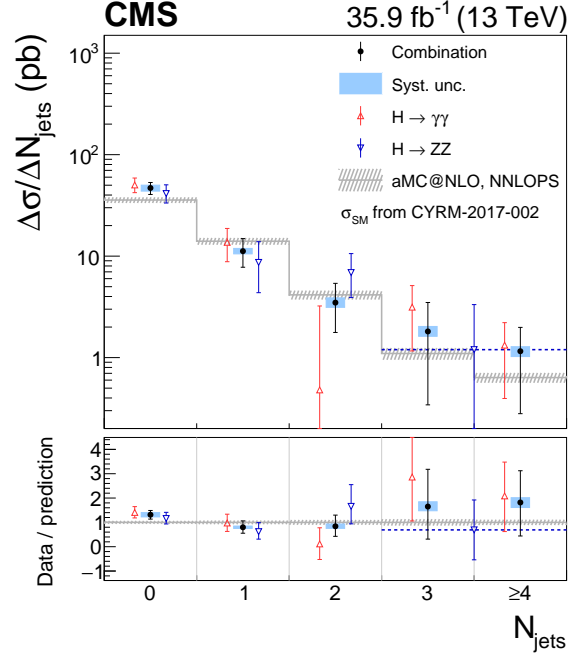 CMS 35.9 fb⁻¹ (13 TeV)
Δσ/ΔN_jets (pb)
Combination
Syst. unc.
H → γγ
H → ZZ
aMC@NLO, NNLOPS
σ_SM from CYRM-2017-002
10³
10²
10
1
Data / prediction
4
3
2
1
0
−1
0 1 2 3 ≥4
N_jets